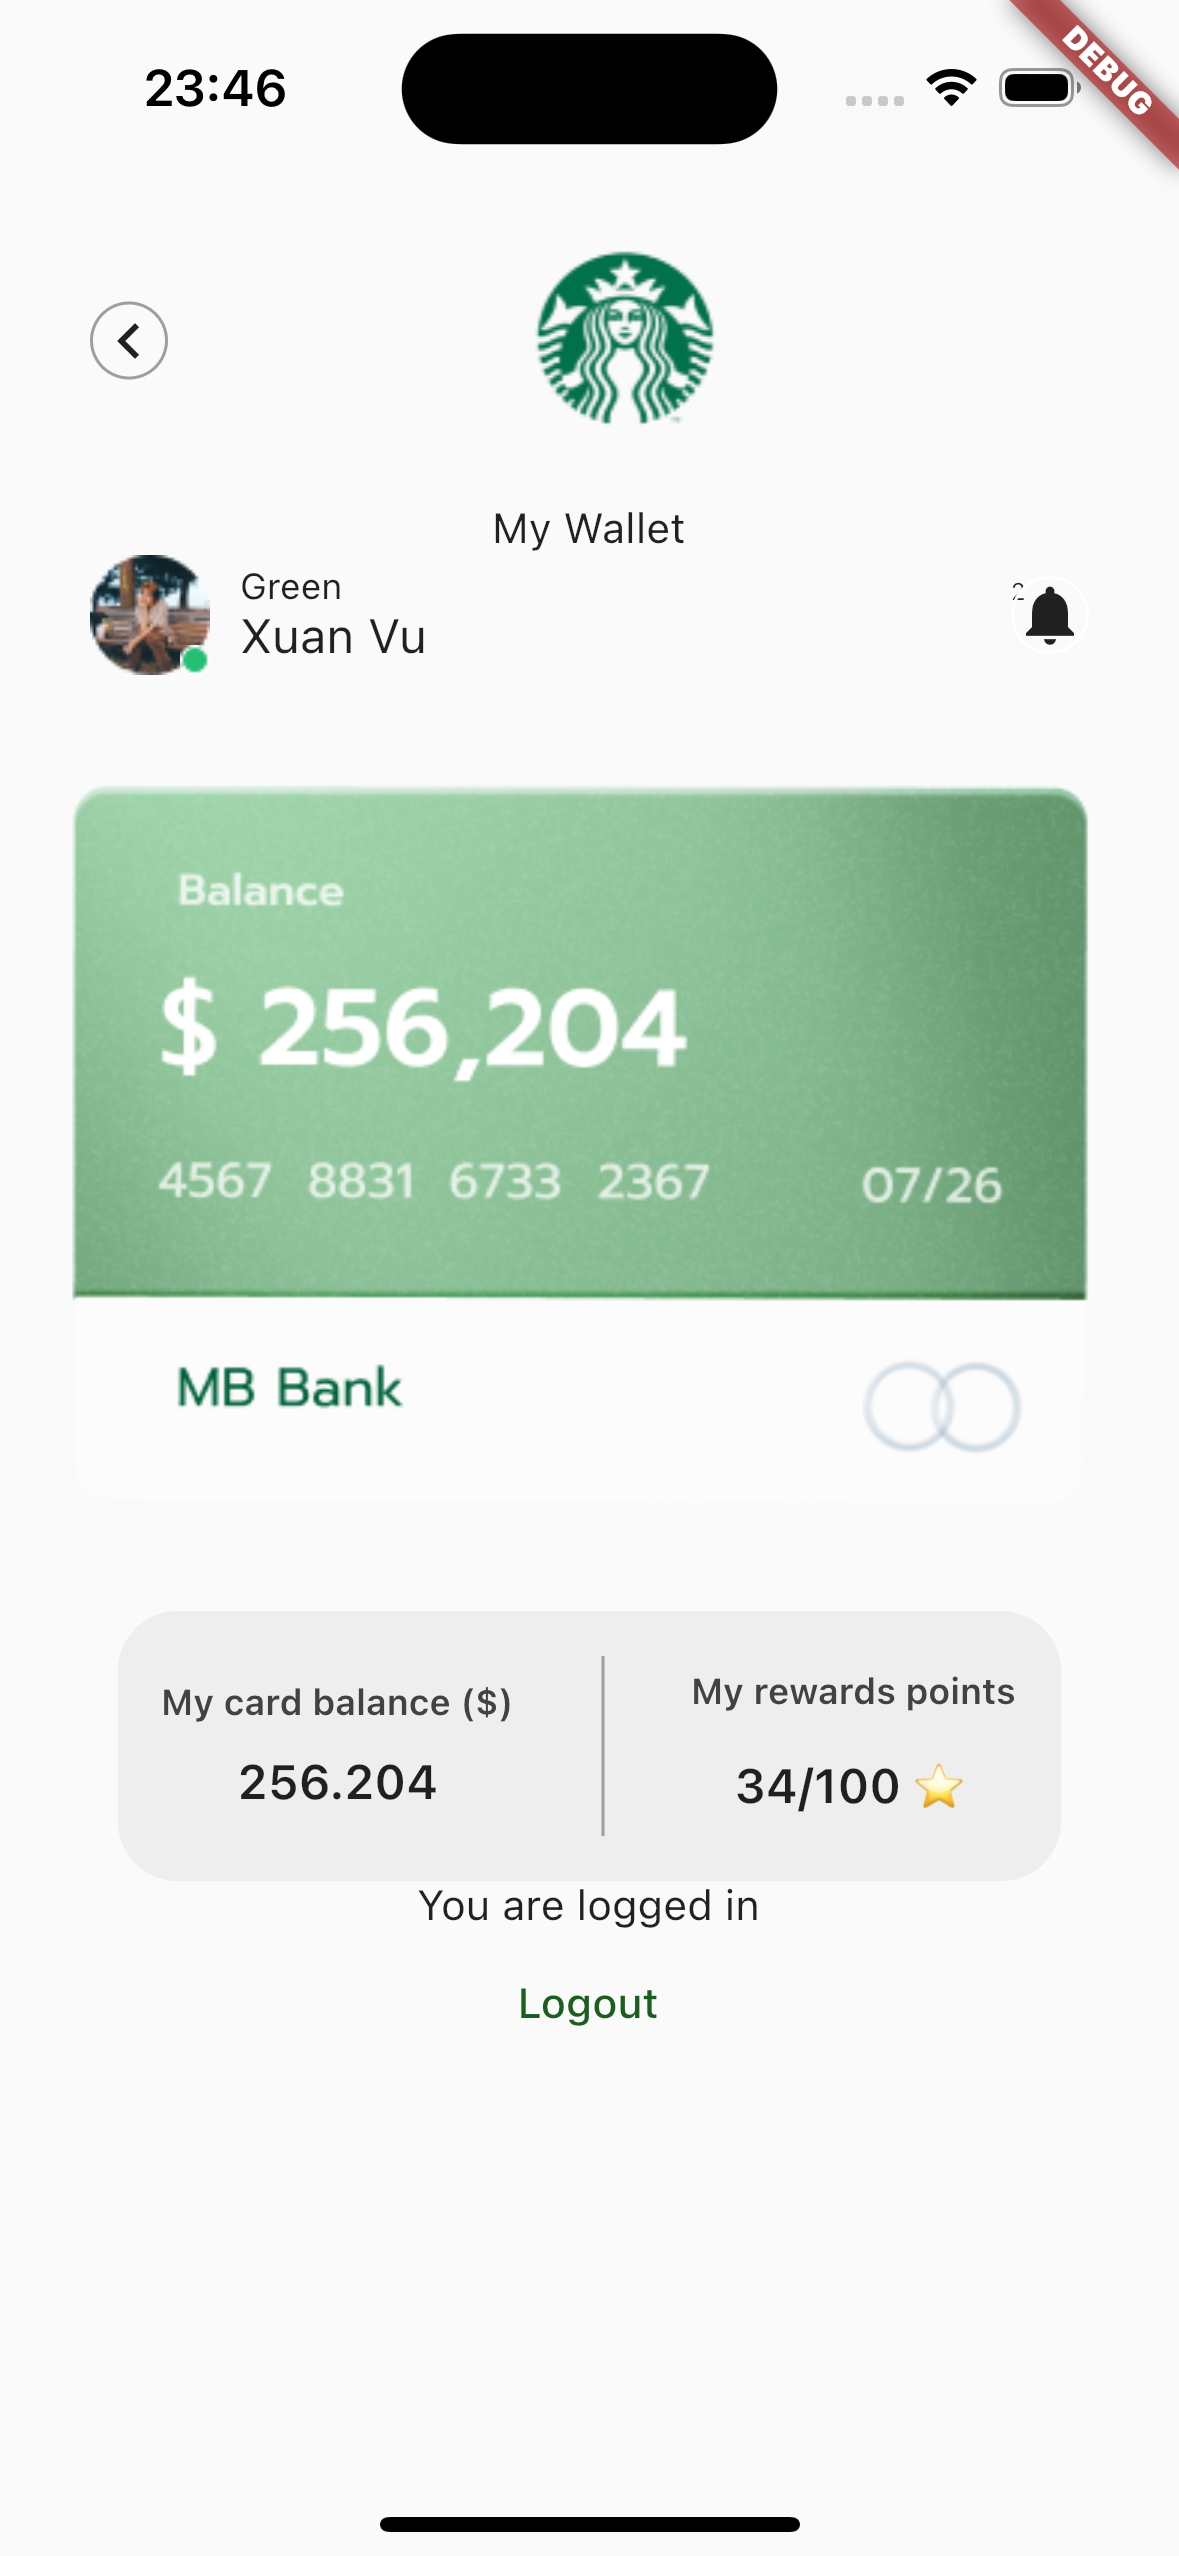 23:46
DEBUG
My Wallet
Green
Xuan Vu
2
Balance
$ 256,204
4567 8831 6733 2367 07/26
MB Bank
My card balance ($)
My rewards points
256.204
34/100 ⭐
You are logged in
Logout